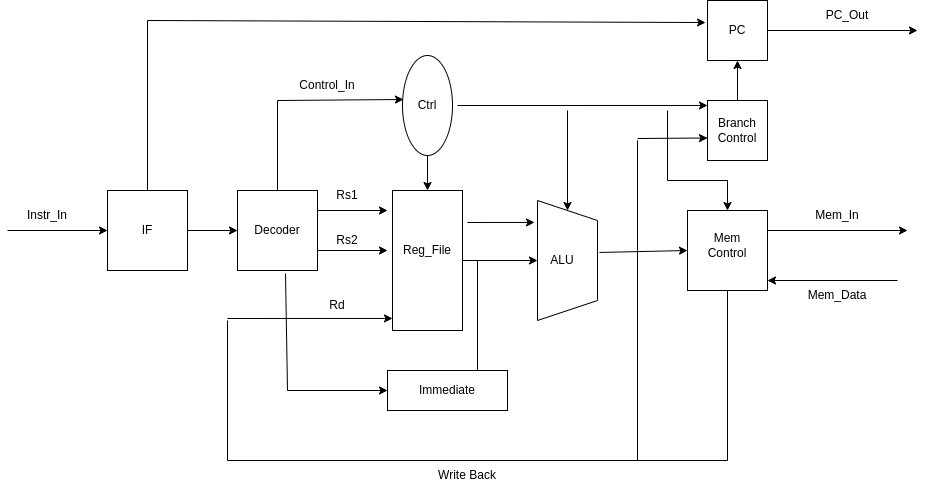 PC_Out
PC
Control_In
Ctrl
Branch
Control
Rs1
Instr_In
IF
Decoder
Rs2
Reg_File
ALU
Mem
Control
Mem_In
Mem_Data
Rd
Immediate
Write Back